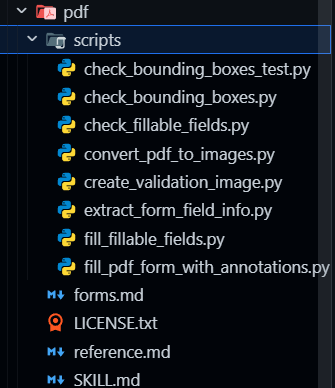 pdf
scripts
check_bounding_boxes_test.py
check_bounding_boxes.py
check_fillable_fields.py
convert_pdf_to_images.py
create_validation_image.py
extract_form_field_info.py
fill_fillable_fields.py
fill_pdf_form_with_annotations.py
forms.md
LICENSE.txt
reference.md
SKILL.md